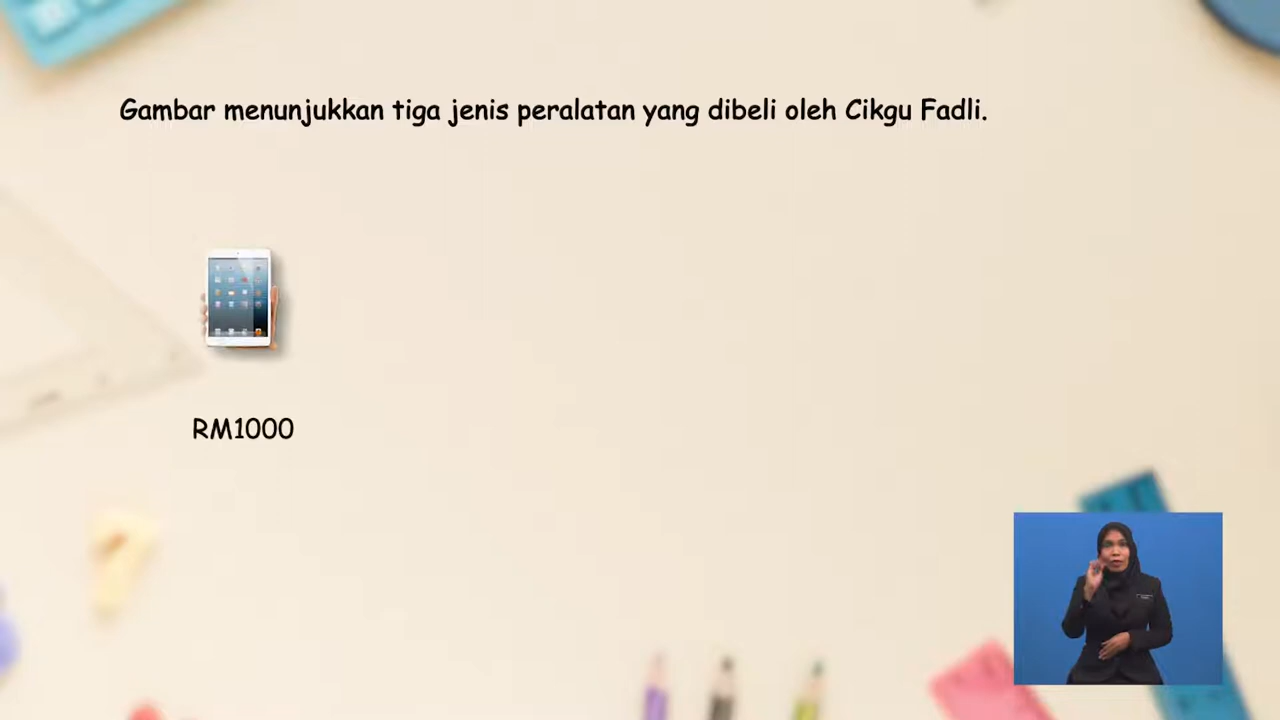 Gambar menunjukkan tiga jenis peralatan yang dibeli oleh Cikgu Fadli.
RM1000